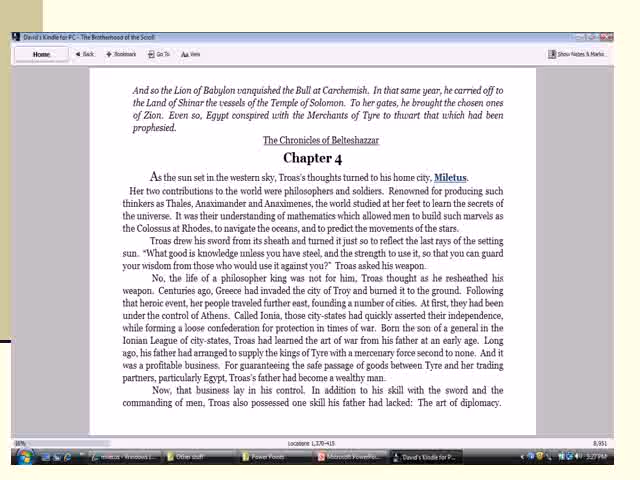 David's Kindle for PC - The Brotherhood of the Scroll
Home Back Bookmark Go To Aa View Show Notes & Marks
And so the Lion of Babylon vanquished the Bull at Carchemish. In that same year, he carried off to
the Land of Shinar the vessels of the Temple of Solomon. To her gates, he brought the chosen ones
of Zion. Even so, Egypt conspired with the Merchants of Tyre to thwart that which had been
prophesied.
The Chronicles of Belteshazzar
Chapter 4
As the sun set in the western sky, Troas's thoughts turned to his home city, Miletus.
Her two contributions to the world were philosophers and soldiers. Renowned for producing such
thinkers as Thales, Anaximander and Anaximenes, the world studied at her feet to learn the secrets of
the universe. It was their understanding of mathematics which allowed men to build such marvels as
the Colossus at Rhodes, to navigate the oceans, and to predict the movements of the stars.
Troas drew his sword from its sheath and turned it just so to reflect the last rays of the setting
sun. "What good is knowledge unless you have steel, and the strength to use it, so that you can guard
your wisdom from those who would use it against you?" Troas asked his weapon.
No, the life of a philosopher king was not for him, Troas thought as he resheathed his
weapon. Centuries ago, Greece had invaded the city of Troy and burned it to the ground. Following
that heroic event, her people traveled further east, founding a number of cities. At first, they had been
under the control of Athens. Called Ionia, those city-states had quickly asserted their independence,
while forming a loose confederation for protection in times of war. Born the son of a general in the
Ionian League of city-states, Troas had learned the art of war from his father at an early age. Long
ago, his father had arranged to supply the kings of Tyre with a mercenary force second to none. And it
was a profitable business. For guaranteeing the safe passage of goods between Tyre and her trading
partners, particularly Egypt, Troas's father had become a wealthy man.
Now, that business lay in his control. In addition to his skill with the sword and the
commanding of men, Troas also possessed one skill his father had lacked: The art of diplomacy.
16% Locations 1,370-415 8,951
miletus - Windows L... Other stuff Power Points Microsoft PowerPoi... David's Kindle for P... 5:27 PM